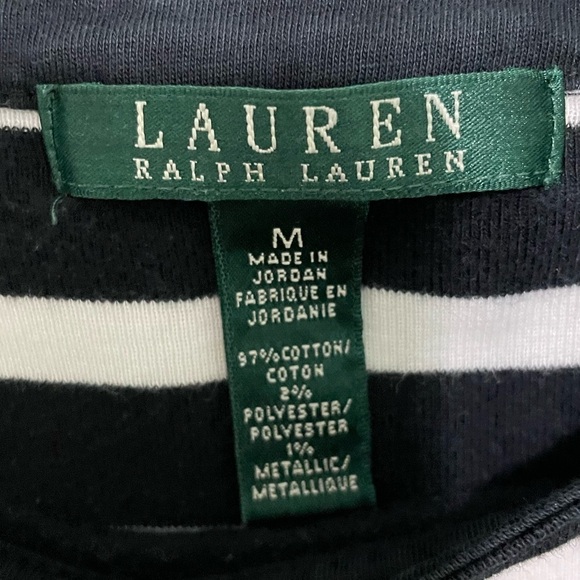 LAUREN
RALPH LAUREN
M
MADE IN
JORDAN
FABRIQUE EN
JORDANIE
97%COTTON/
COTON
2%
POLYESTER/
POLYESTER
1%
METALLIC/
METALLIQUE